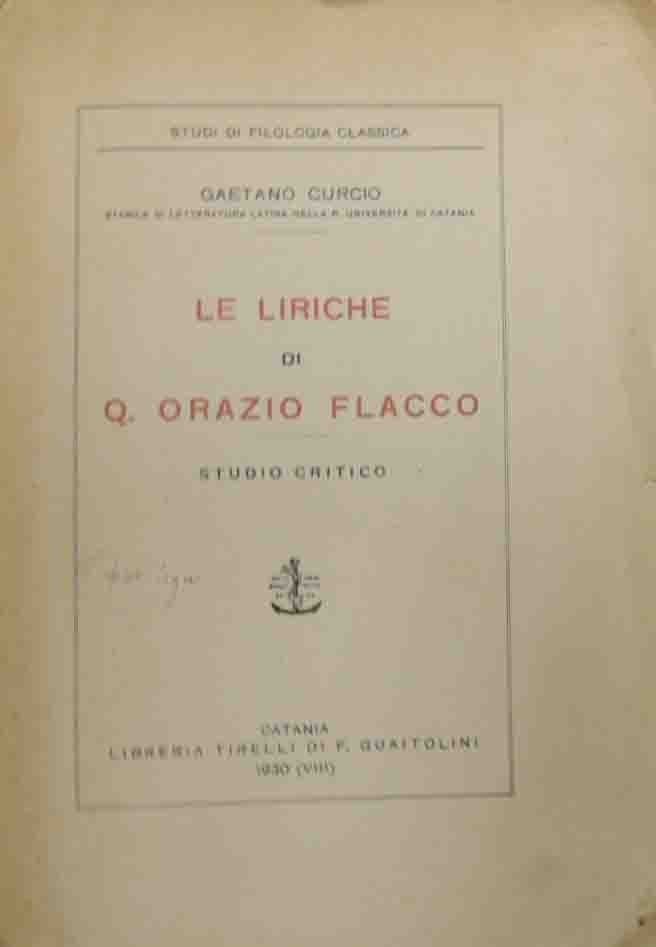 STUDI DI FILOLOGIA CLASSICA
GAETANO CURCIO
DI LETTERATURA LATINA NELLA R. UNIVERSITÀ DI CATANIA
LE LIRICHE
DI
Q. ORAZIO FLACCO
STUDIO CRITICO
CATANIA
LIBRERIA TIRELLI DI F. GUAITOLINI
1930 (VIII)